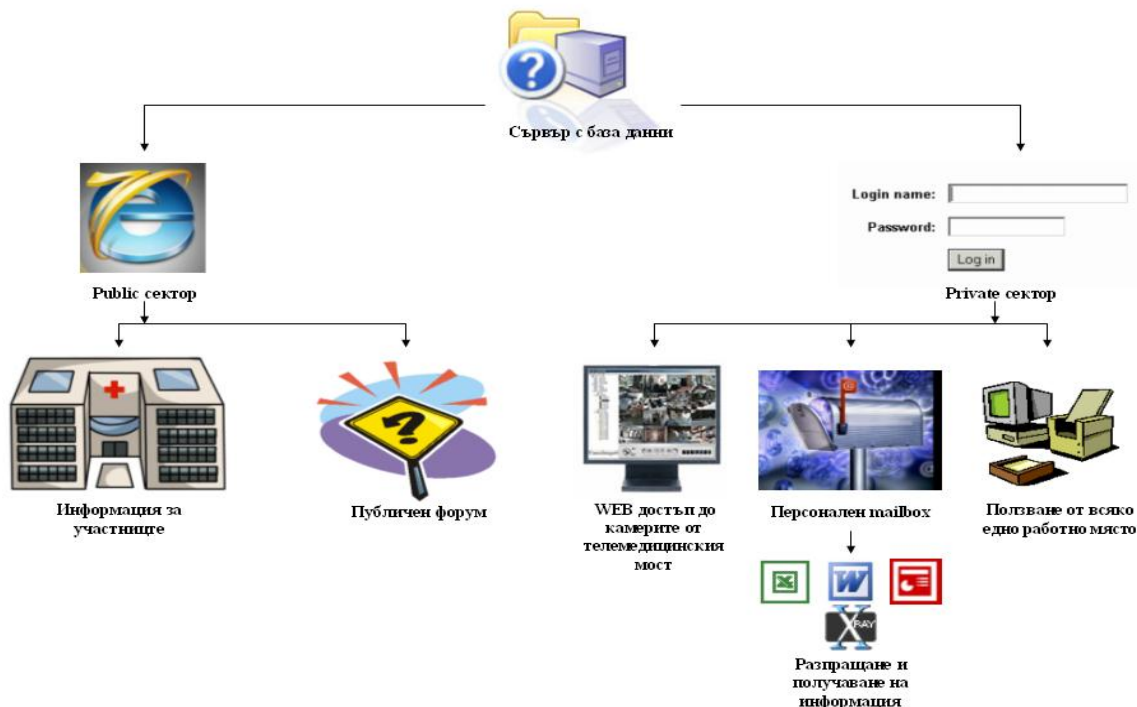 Сървър с база данни
Login name:
Password:
Log in
Public сектор
Private сектор
Информация за
участниците
Публичен форум
WEB достъп до
камерите от
телемедицинския
мост
Персонален mailbox
Ползване от всяко
едно работно място
X RAY
Разпращане и
получаване на
информация